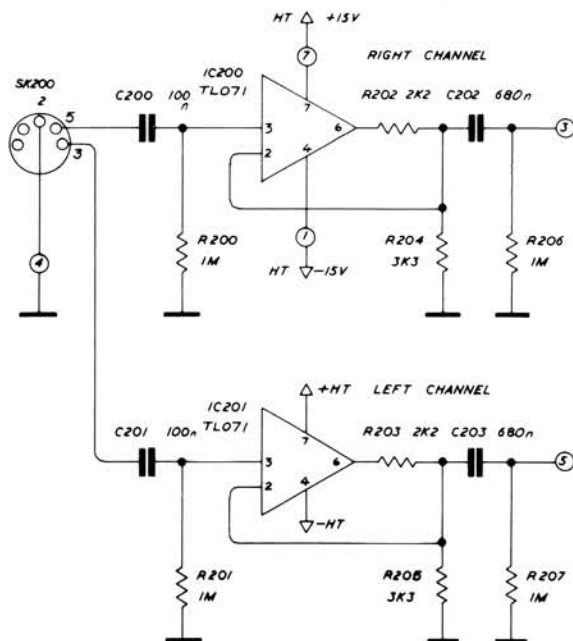 HT +15V
7
RIGHT CHANNEL
SK200
2
5
3
C200 100n
IC200
TL071
7
3
2
6
4
R202 2K2 C202 680n
3
R200
1M
1
HT -15V
R204
3K3
R206
1M
4
+HT LEFT CHANNEL
C201 100n
IC201
TL071
7
3
2
6
4
R203 2K2 C203 680n
5
-HT
R201
1M
R205
3K3
R207
1M